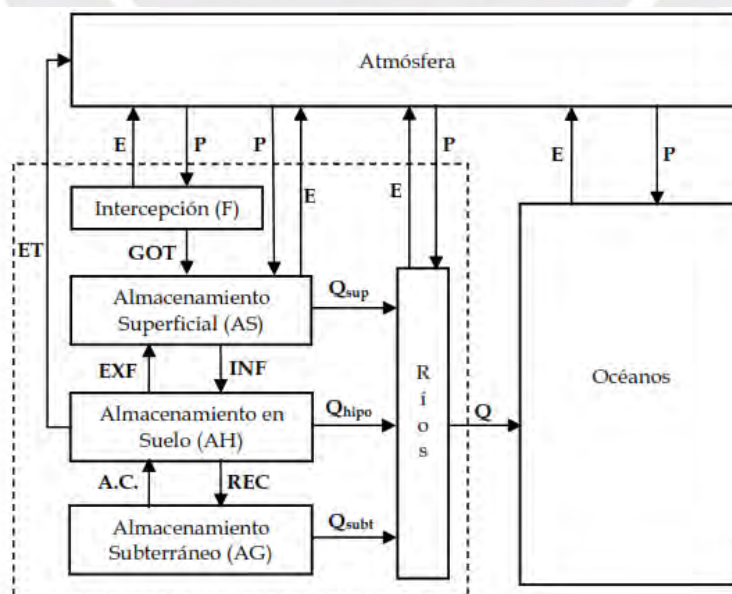 Atmósfera
E
P
P
E
E
P
E
P
Intercepción (F)
ET
GOT
Almacenamiento
Superficial (AS)
Qsup
EXF
INF
Almacenamiento en
Suelo (AH)
Qhipo
A.C.
REC
Almacenamiento
Subterráneo (AG)
Qsubt
R
í
o
s
Q
Océanos